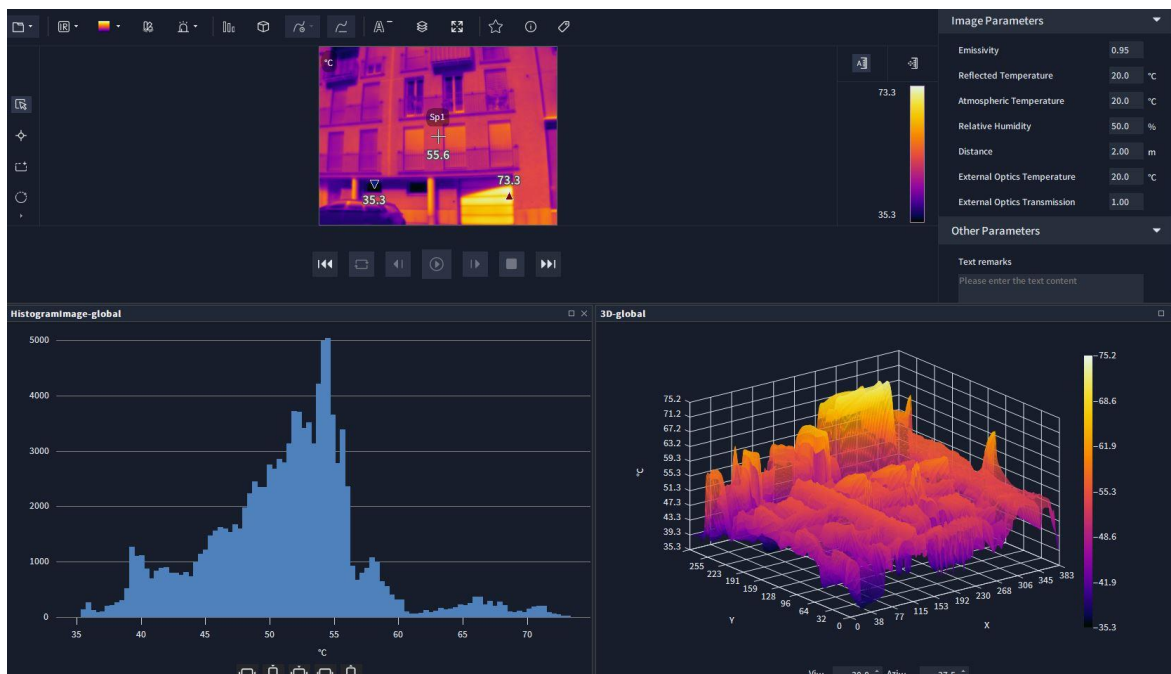 IR
A
Image Parameters
Emissivity 0.95
Reflected Temperature 20.0 °C
Atmospheric Temperature 20.0 °C
Relative Humidity 50.0 %
Distance 2.00 m
External Optics Temperature 20.0 °C
External Optics Transmission 1.00
Other Parameters
Text remarks
Please enter the text content
°C
Sp1
55.6
35.3
73.3
A
73.3
35.3
HistogramImage-global
5000
4000
3000
2000
1000
0
35 40 45 50 55 60 65 70
°C
3D-global
75.2
71.2
67.2
63.2
59.3
55.3
51.3
47.3
43.3
39.3
35.3
°C
255 223 191 159 128 96 64 32 0
Y
0 38 77 115 153 192 230 268 306 345 383
X
75.2
68.6
61.9
55.3
48.6
41.9
35.3